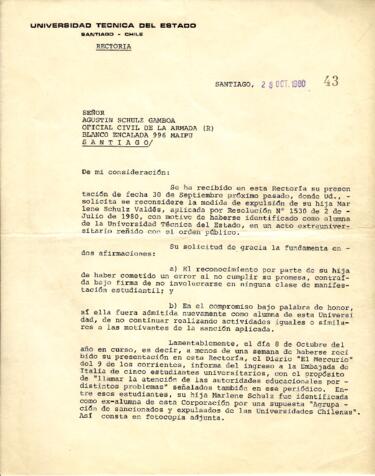 UNIVERSIDAD TECNICA DEL ESTADO
SANTIAGO - CHILE
RECTORIA
SANTIAGO, 28 OCT. 1980 43
SEÑOR
AGUSTIN SCHULZ GAMBOA
OFICIAL CIVIL DE LA ARMADA (R)
BLANCO ENCALADA 996 MAIPU
S A N T I A G O/
De mi consideración:
Se ha recibido en esta Rectoría su presen
tación de fecha 30 de Septiembre próximo pasado, donde Ud., -
solicita se reconsidere la medida de expulsión de su hija Mar
lene Schulz Valdés, aplicada por Resolución Nº 1530 de 2 de-
Julio de 1980, con motivo de haberse identificado como alumna
de la Universidad Técnica del Estado, en un acto extrauniver-
sitario reñido con el orden público.
Su solicitud de gracia la fundamenta en -
dos afirmaciones:
a) El reconocimiento por parte de su hija
de haber cometido un error al no cumplir su promesa, contraí-
da bajo firma de no involucrarse en ninguna clase de manifes-
tación estudiantil; y
b) En el compromiso bajo palabra de honor,
si ella fuera admitida nuevamente como alumna de esta Univer
sidad, de no continuar realizando actividades iguales o simila-
res a las motivantes de la sanción aplicada.
Lamentablemente, el día 8 de Octubre del
año en curso, es decir, a menos de una semana de haberse reci
bido su presentación en esta Rectoría, el Diario "El Mercurio"
del 9 de los corrientes, informa del ingreso a la Embajada de
Italia de cinco estudiantes universitarios, con el propósito
de "llamar la atención de las autoridades educacionales por -
distintos problemas" señalados también en ese periódico. En
tre esos estudiantes, su hija Marlene Schulz fue identificada
como ex-alumna de esta Corporación por una supuesta "Agrupa -
ción de sancionados y expulsados de las Universidades Chilenas".
Así consta en fotocopia adjunta.